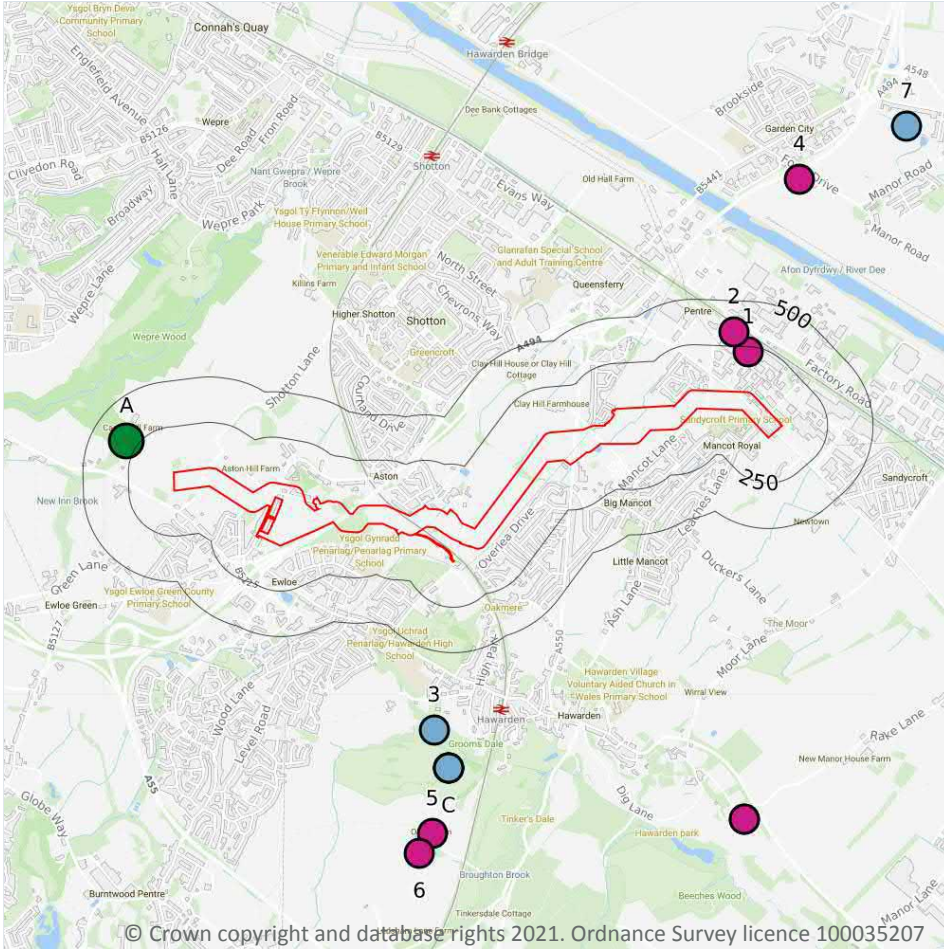 Ysgol Bryn Deva
Community Primary
School
Connah's Quay
Hawarden Bridge
Englefield Avenue
B5126
Wepre
Dee Road
Fron Road
B5129
Dee Bank Cottages
Brookside
A494
A548
7
Garden City
4
Clivedon Ro
Hall Lane
Nant Gwepra / Wepre
Brook
Shotton
Evans Way
Old Hall Farm
B5441
Manor Road
Broadway
Wepre Park
Ysgol Ty Ffynnon/Well
House Primary School
Manor Road
Venerable Edward Morgan
Primary and Infant School
North Street
Glanrafon Special School
and Adult Training Centre
Afon Dyfrdwy / River Dee
Wepre Lane
Killins Farm
Chevrons Way
Queensferry
Higher Shotton
Shotton
2
Pentre
1
500
Wepre Wood
Greencroft
A494
Clay Hill House or Clay Hill
Cottage
Factory Road
Shotton Lane
Courtland Drive
Clay Hill Farmhouse
A
Sandycroft Primary School
Mancot Lane
Mancot Royal
Aston Hill Farm
Aston
250
Sandycroft
New Inn Brook
Big Mancot
Leaches Lane
Newtown
Ysgol Gynradd
Penarlag/Penarlag Primary
School
Overlea Drive
Green Lane
B5125
Ewloe
Little Mancot
Duckers Lane
Ysgol Ewloe Green County
Primary School
Ewloe Green
Oakmere
Ash Lane
The Moor
B5127
Ysgol Uchrad
Penarlag/Hawarden High
School
High Park
A550
Moor Lane
Hawarden Village
Voluntary Aided Church in
Wales Primary School
Wirral View
3
Wood Lane
Level Road
Hawarden
Hawarden
Rake Lane
Grooms Dale
New Manor House Farm
A55
5
C
Dig Lane
Globe Way
Tinker's Dale
Hawarden park
Broughton Brook
6
Burntwood Pentre
Beeches Wood
Manor Lane
Tinkersdale Cottage
© Crown copyright and database rights 2021. Ordnance Survey licence 100035207